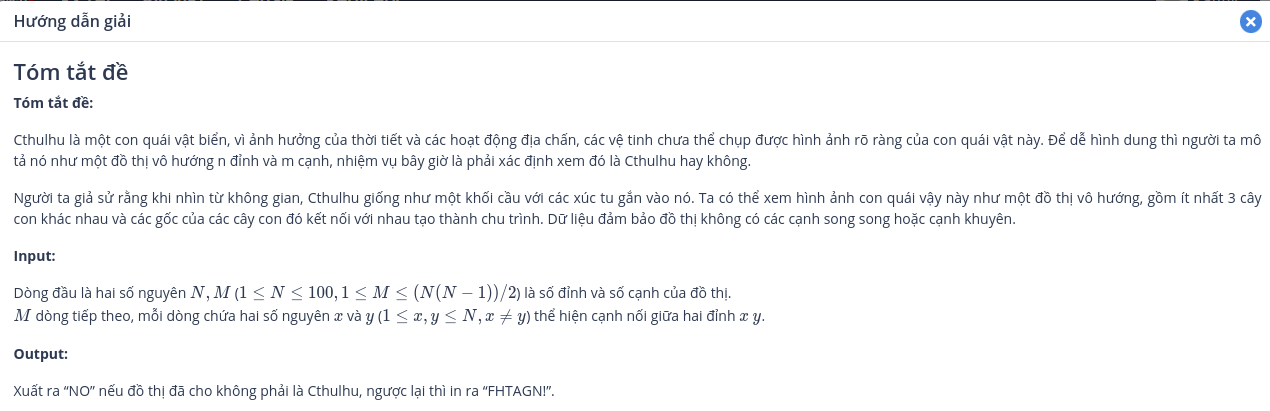 Hướng dẫn giải
Tóm tắt đề
Tóm tắt đề:
Cthulhu là một con quái vật biển, vì ảnh hưởng của thời tiết và các hoạt động địa chấn, các vệ tinh chưa thể chụp được hình ảnh rõ ràng của con quái vật này. Để dễ hình dung thì người ta mô
tả nó như một đồ thị vô hướng n đỉnh và m cạnh, nhiệm vụ bây giờ là phải xác định xem đó là Cthulhu hay không.
Người ta giả sử rằng khi nhìn từ không gian, Cthulhu giống như một khối cầu với các xúc tu gắn vào nó. Ta có thể xem hình ảnh con quái vậy này như một đồ thị vô hướng, gồm ít nhất 3 cây
con khác nhau và các gốc của các cây con đó kết nối với nhau tạo thành chu trình. Dữ liệu đảm bảo đồ thị không có các cạnh song song hoặc cạnh khuyên.
Input:
Dòng đầu là hai số nguyên N, M (1 ≤ N ≤ 100, 1 ≤ M ≤ (N(N − 1))/2) là số đỉnh và số cạnh của đồ thị.
M dòng tiếp theo, mỗi dòng chứa hai số nguyên x và y (1 ≤ x, y ≤ N, x ≠ y) thể hiện cạnh nối giữa hai đỉnh x y.
Output:
Xuất ra “NO” nếu đồ thị đã cho không phải là Cthulhu, ngược lại thì in ra “FHTAGN!”.